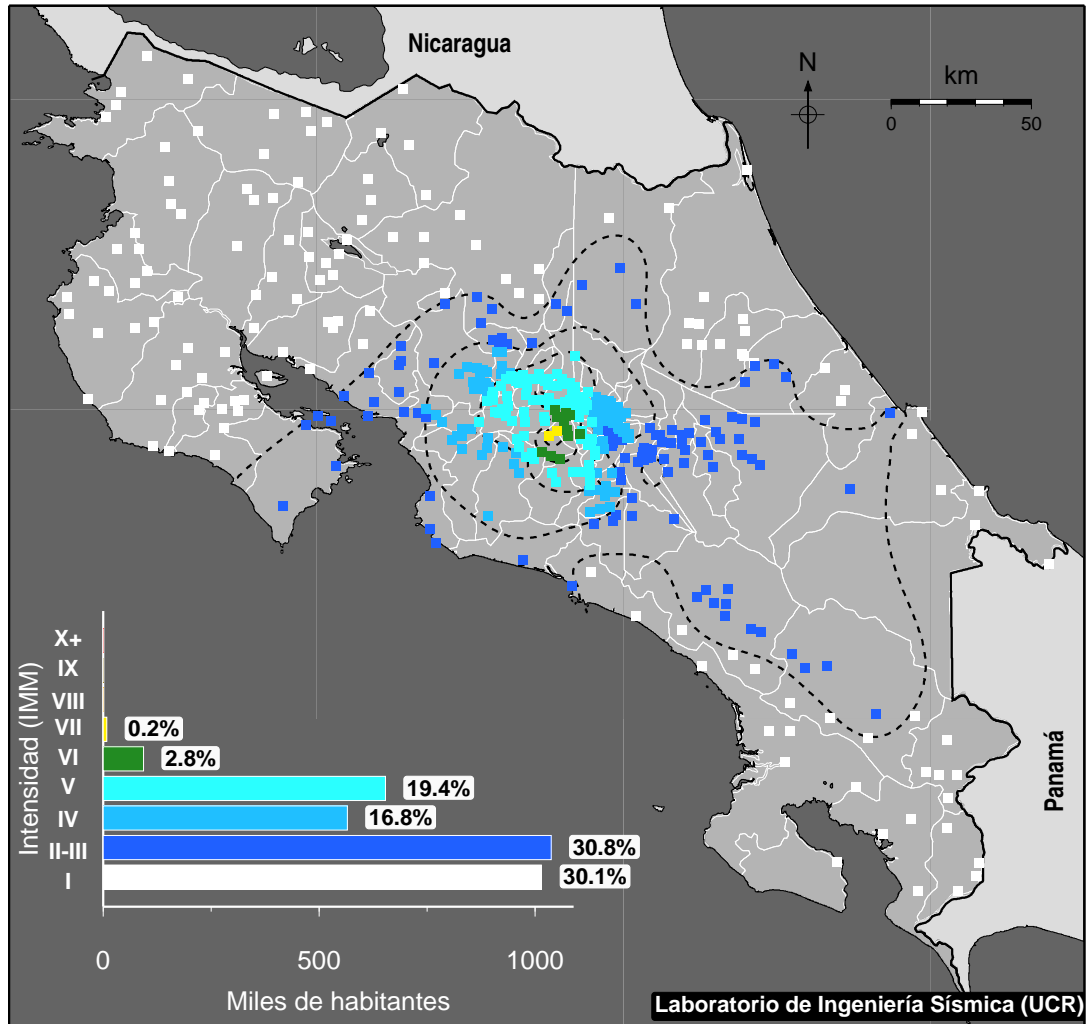 Nicaragua
N
km
0 50
Panamá
Intensidad (IMM)
X+
IX
VIII
VII 0.2%
VI 2.8%
V 19.4%
IV 16.8%
II-III 30.8%
I 30.1%
0 500 1000
Miles de habitantes
Laboratorio de Ingeniería Sísmica (UCR)